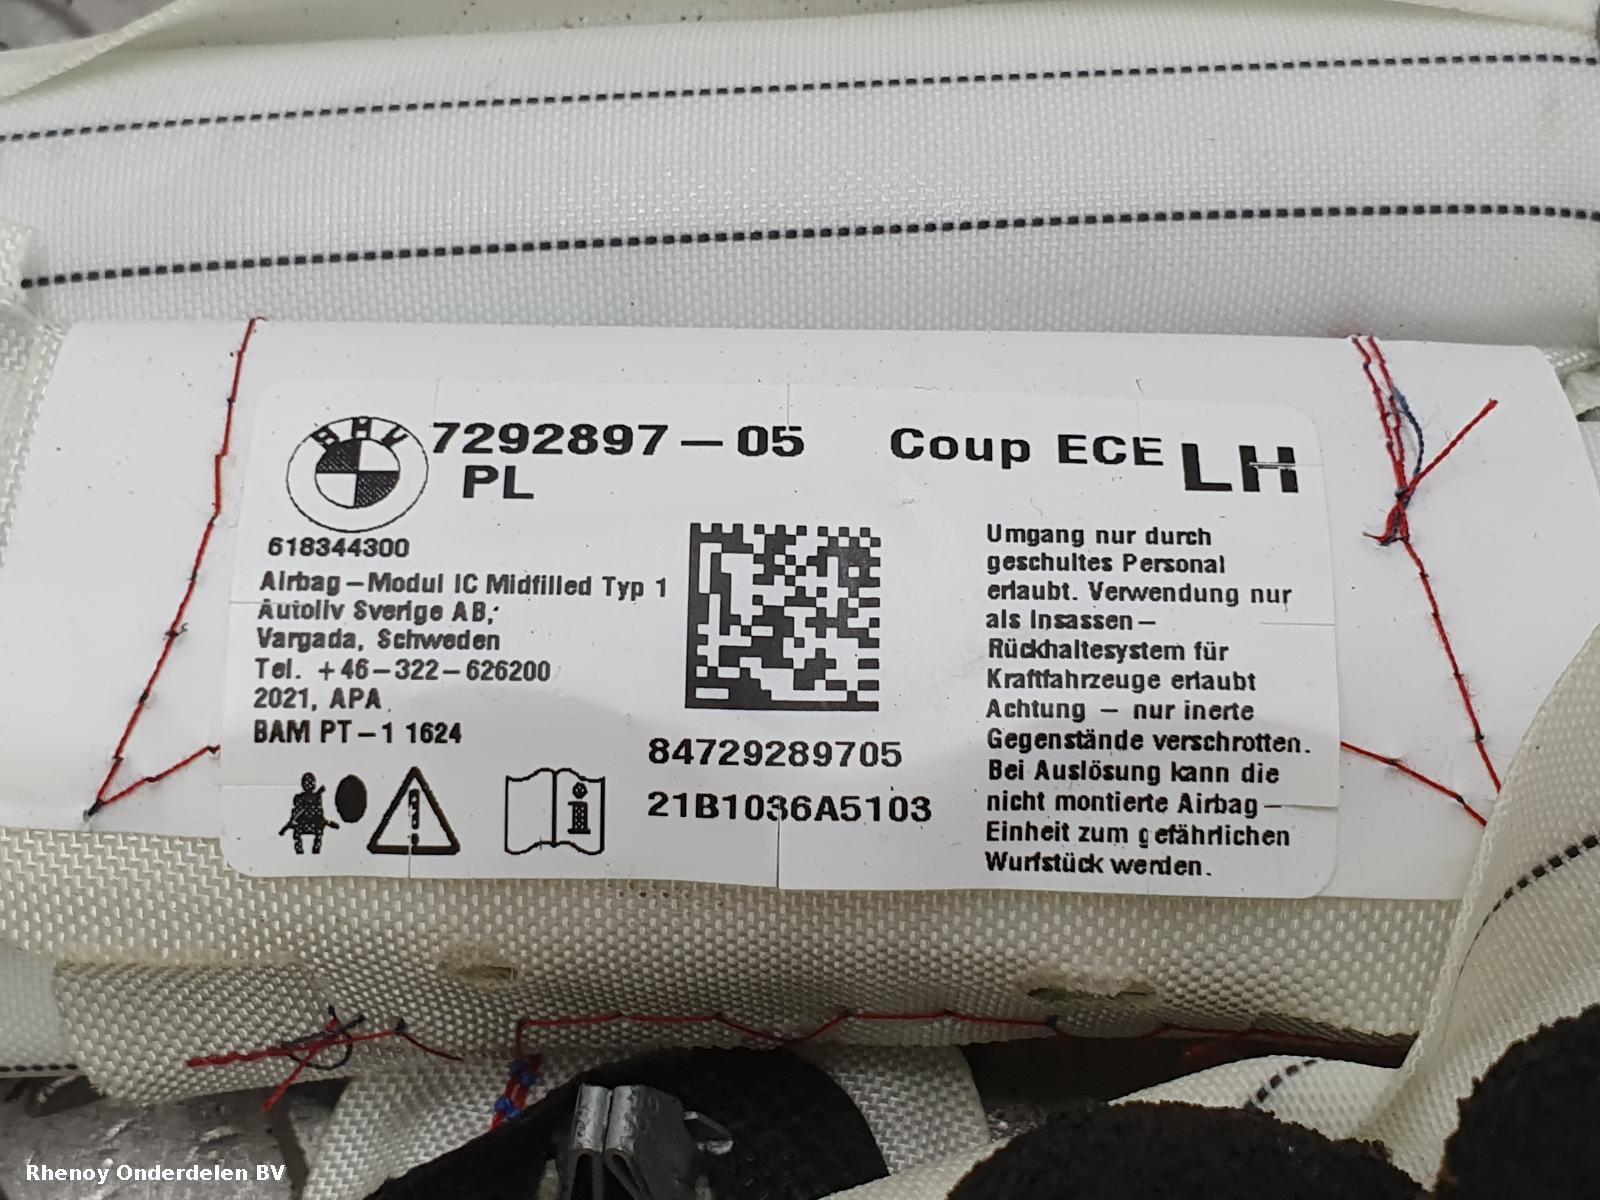 BMW
7292897-05 Coup ECE LH
PL
618344300
Airbag-Modul IC Midfilled Typ 1
Autoliv Sverige AB;
Vargada, Schweden
Tel. +46-322-626200
2021, APA
BAM PT-1 1624
84729289705
21B1036A5103
Umgang nur durch
geschultes Personal
erlaubt. Verwendung nur
als Insassen-
Rückhaltesystem für
Kraftfahrzeuge erlaubt
Achtung - nur inerte
Gegenstände verschrotten.
Bei Auslösung kann die
nicht montierte Airbag-
Einheit zum gefährlichen
Wurfstück werden.
Rhenoy Onderdelen BV